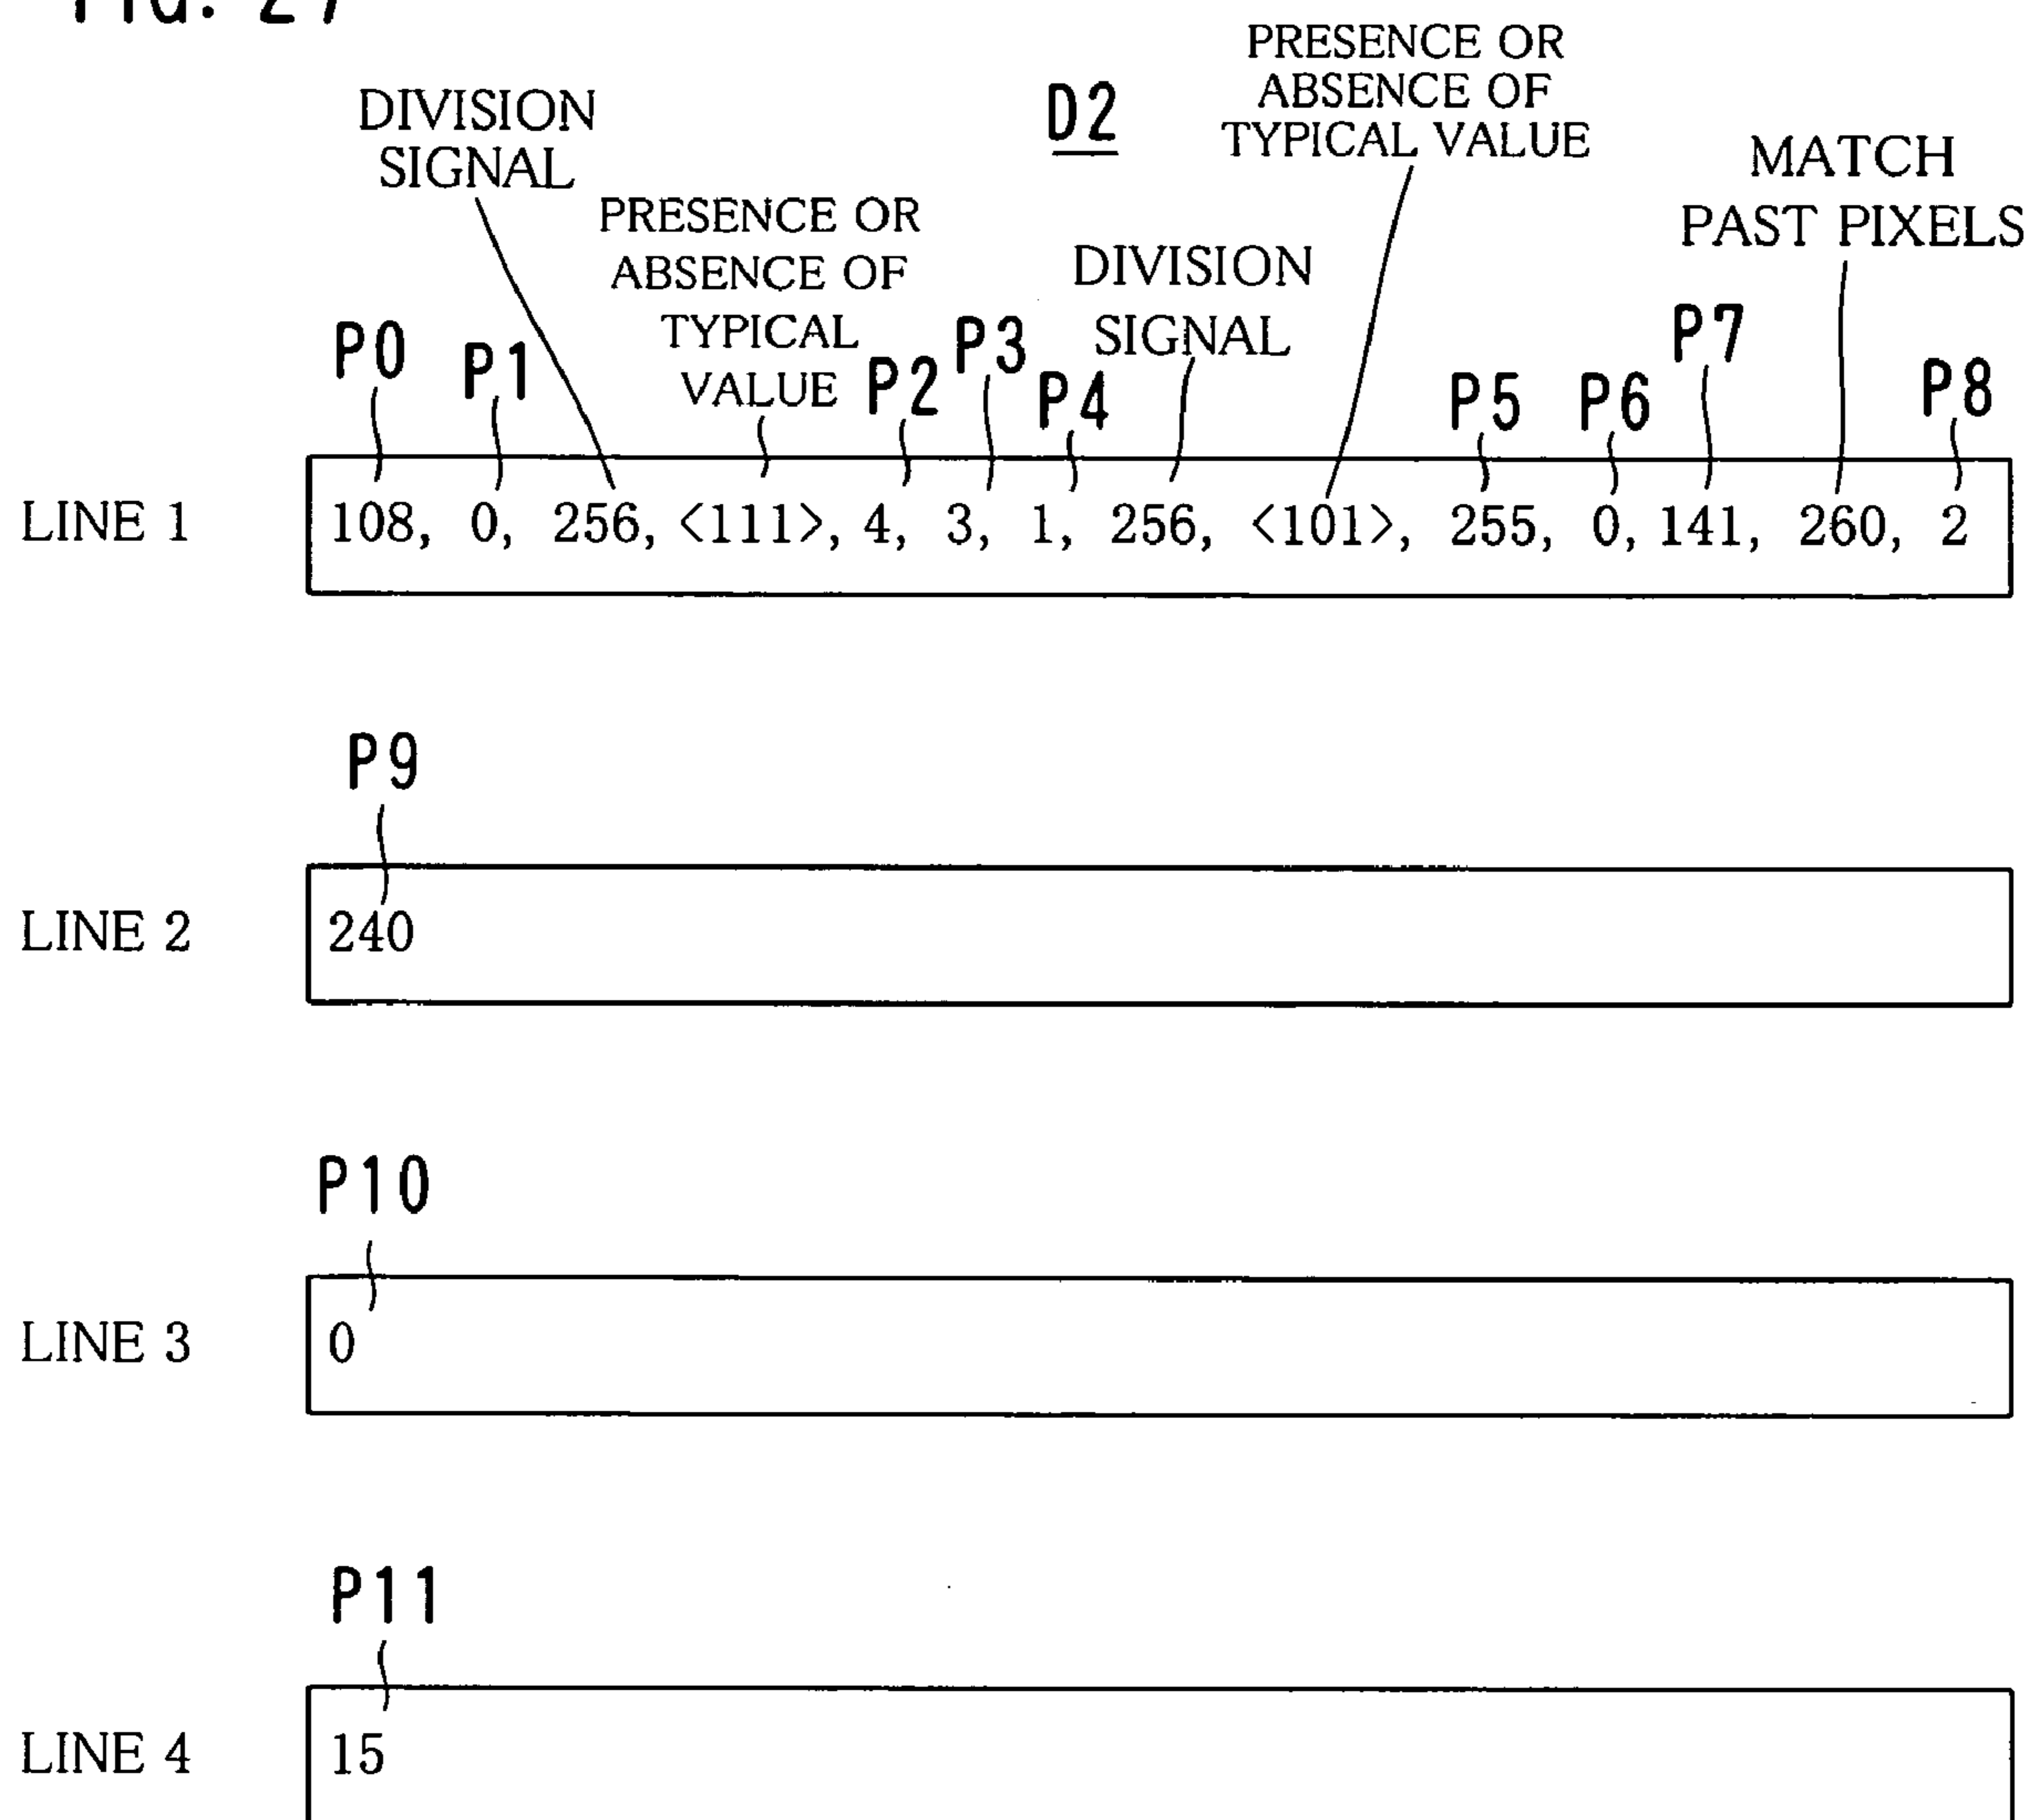 D2
DIVISION
SIGNAL
PRESENCE OR
ABSENCE OF
TYPICAL
VALUE
DIVISION
SIGNAL
PRESENCE OR
ABSENCE OF
TYPICAL VALUE
MATCH
PAST PIXELS
P0 P1 P2 P3 P4 P5 P6 P7 P8
LINE 1 108, 0, 256, <111>, 4, 3, 1, 256, <101>, 255, 0, 141, 260, 2
P9
LINE 2 240
P10
LINE 3 0
P11
LINE 4 15